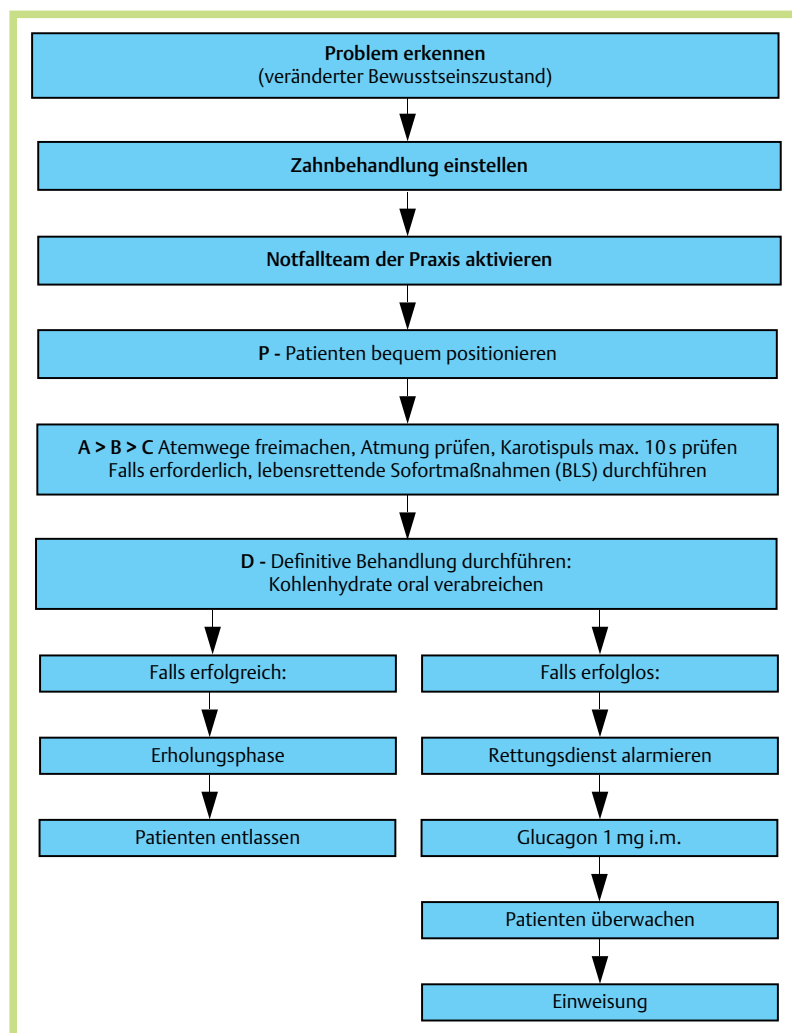 Problem erkennen
(veränderter Bewusstseinszustand)
Zahnbehandlung einstellen
Notfallteam der Praxis aktivieren
P - Patienten bequem positionieren
A > B > C Atemwege freimachen, Atmung prüfen, Karotispuls max. 10 s prüfen
Falls erforderlich, lebensrettende Sofortmaßnahmen (BLS) durchführen
D - Definitive Behandlung durchführen:
Kohlenhydrate oral verabreichen
Falls erfolgreich:
Erholungsphase
Patienten entlassen
Falls erfolglos:
Rettungsdienst alarmieren
Glucagon 1 mg i.m.
Patienten überwachen
Einweisung